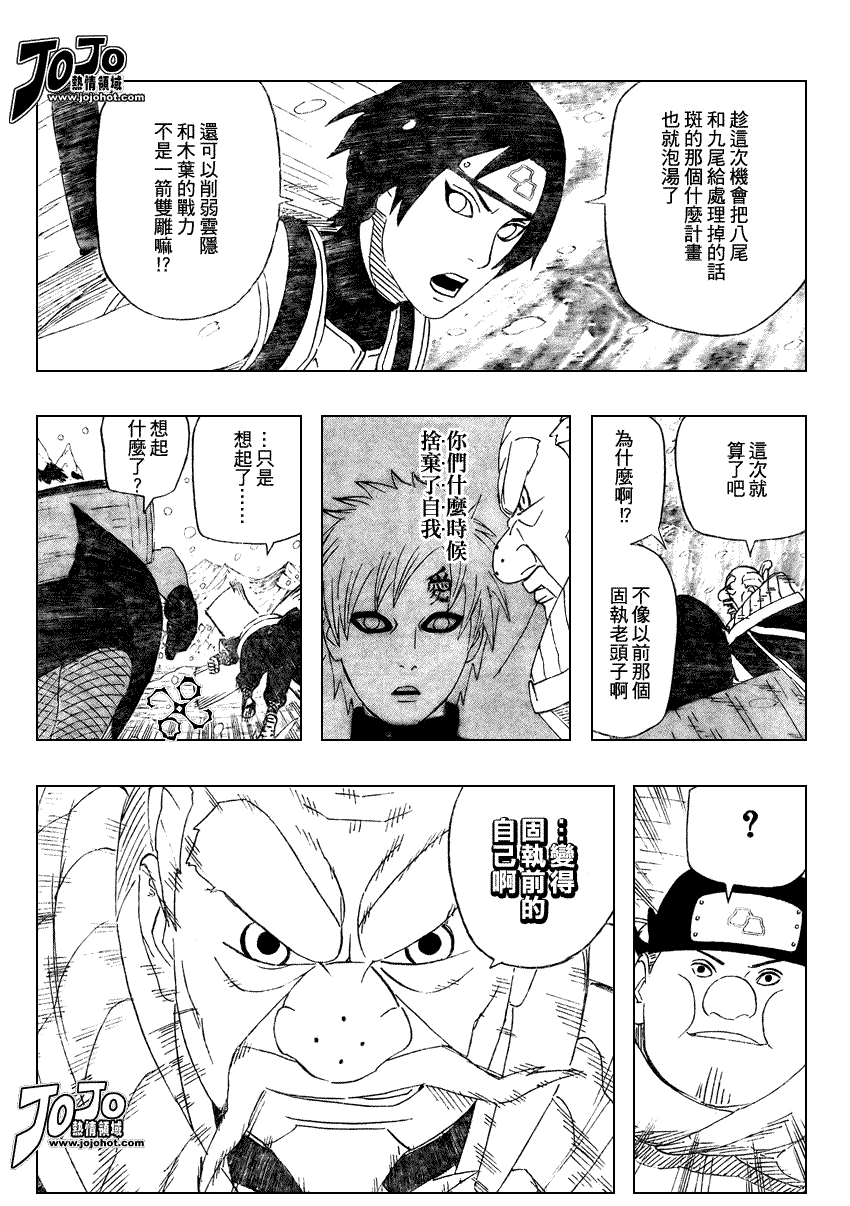 JOJO
熱情領域
www.jojohot.com
趁這次機會把八尾
和九尾給處理掉的話
斑的那個什麼計畫
也就泡湯了
還可以削弱雲隱
和木葉的戰力
不是一箭雙雕嘛!?
這次就
算了吧
為什麼啊!?
不像以前那個
固執老頭子啊
你們什麼時候
捨棄了自我
愛
…只是
想起了……
想起
什麼了?
?
…變得
固執前的
自己啊
JOJO
熱情領域
www.jojohot.com